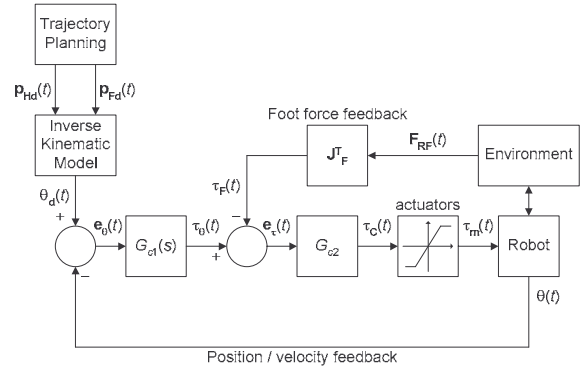 Trajectory
Planning
p_Hd(t)
p_Fd(t)
Inverse
Kinematic
Model
Foot force feedback
J^T_F
F_RF(t)
Environment
τ_F(t)
θ_d(t)
+
−
e_θ(t)
G_c1(s)
τ_θ(t)
+
−
e_τ(t)
G_c2
τ_C(t)
actuators
τ_m(t)
Robot
θ(t)
Position / velocity feedback